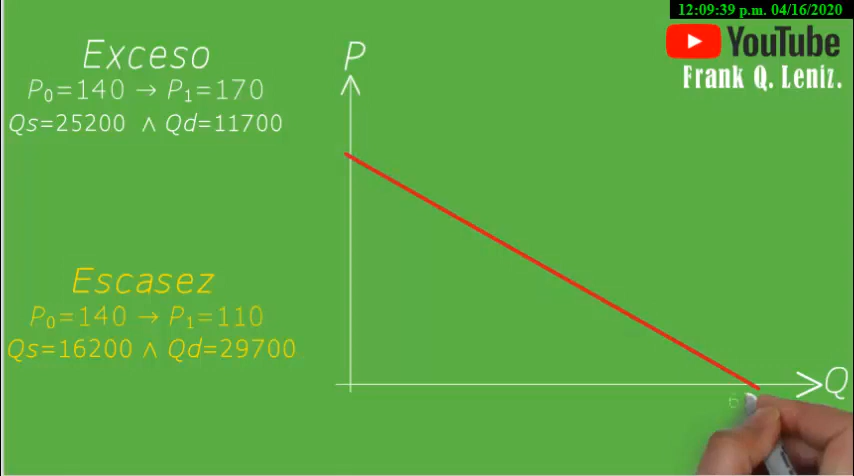 12:09:39 p.m. 04/16/2020
YouTube
Frank Q. Leniz.
Exceso
P₀=140 → P₁=170
Qs=25200 ∧ Qd=11700
P
Escasez
P₀=140 → P₁=110
Qs=16200 ∧ Qd=29700
Q